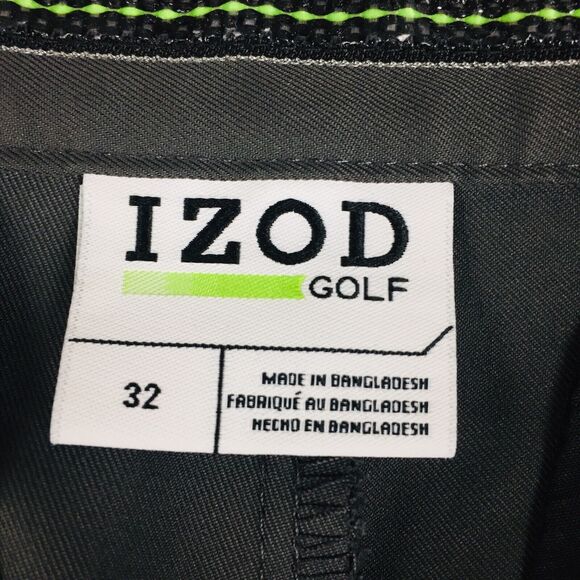 IZOD
GOLF
32
MADE IN BANGLADESH
FABRIQUÉ AU BANGLADESH
HECHO EN BANGLADESH